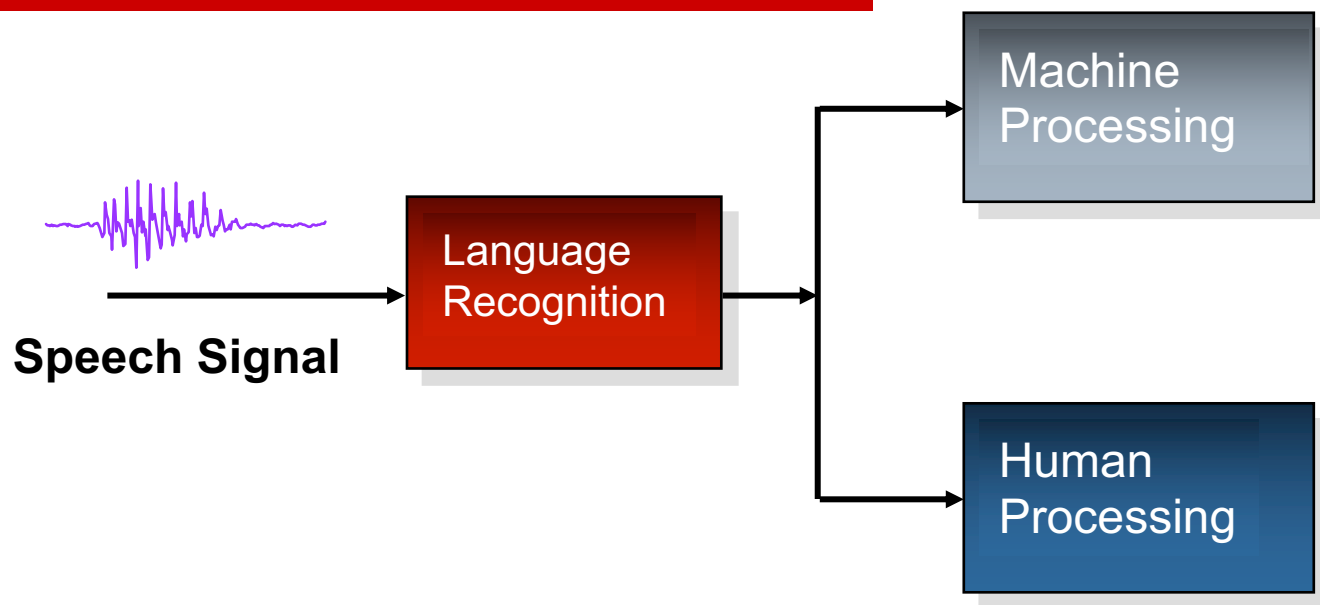 Speech Signal
Language
Recognition
Machine
Processing
Human
Processing